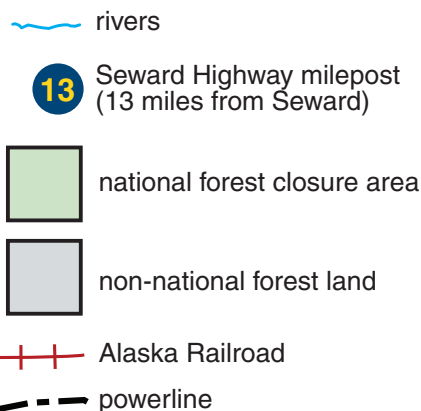 rivers
13
Seward Highway milepost
(13 miles from Seward)
national forest closure area
non-national forest land
Alaska Railroad
powerline